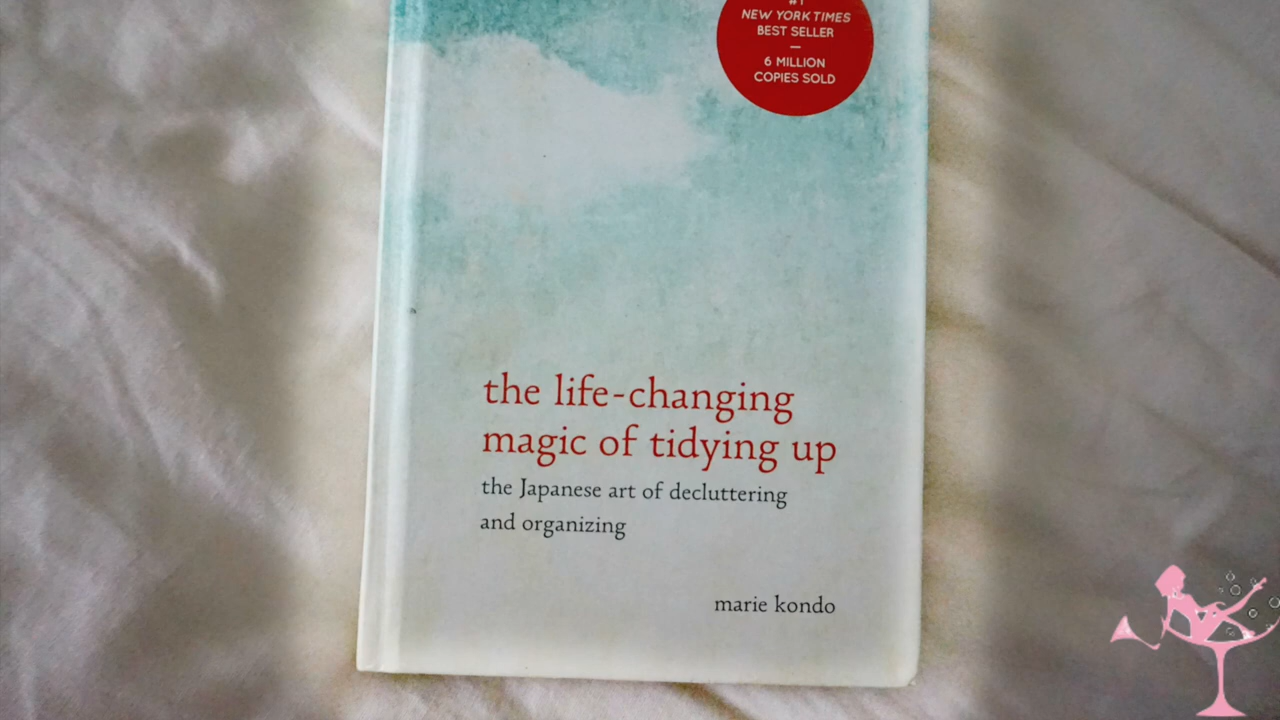 #1
NEW YORK TIMES
BEST SELLER
—
6 MILLION
COPIES SOLD
the life-changing
magic of tidying up
the Japanese art of decluttering
and organizing
marie kondo